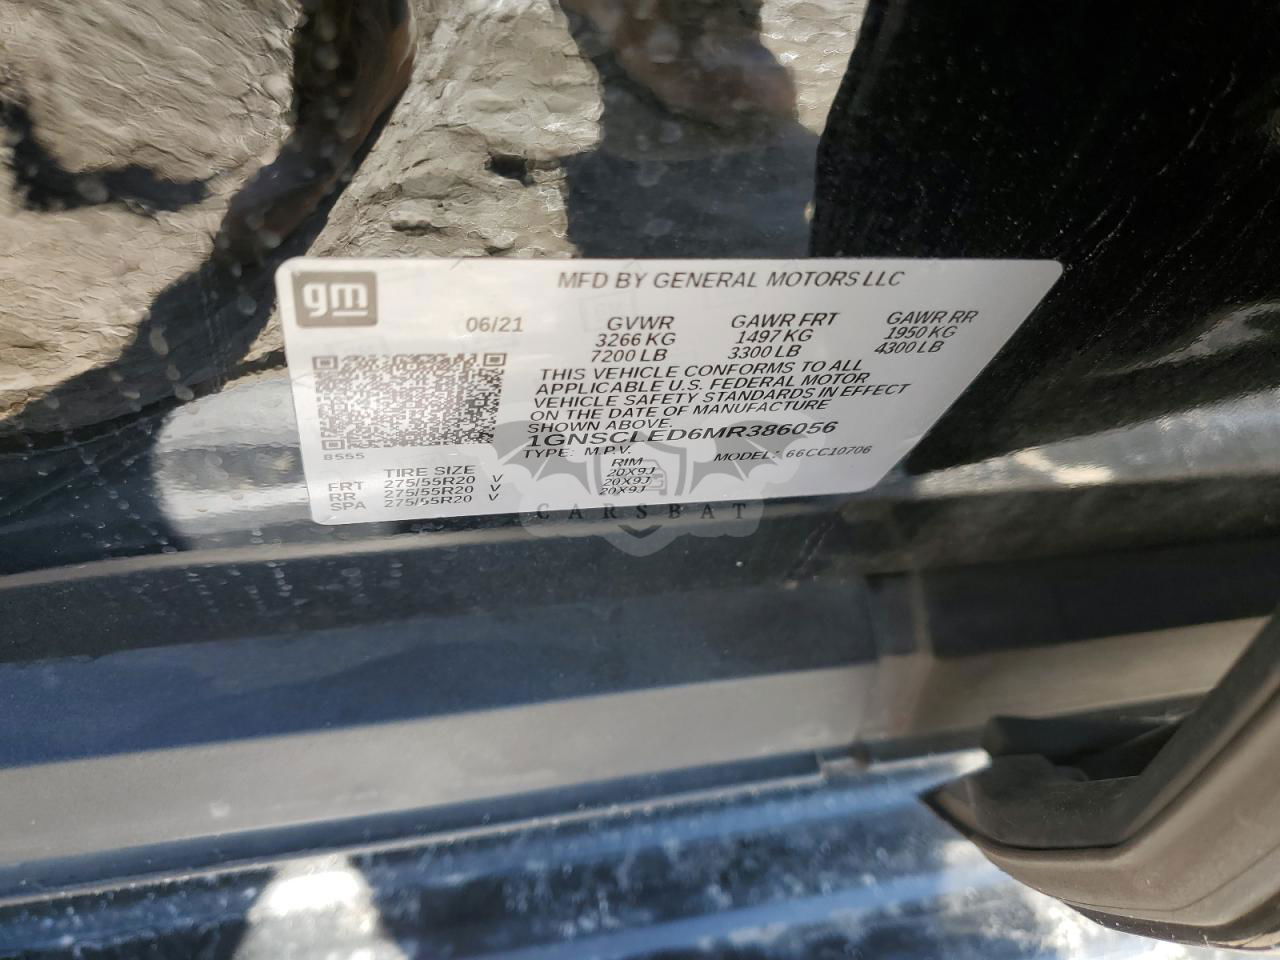 gm
MFD BY GENERAL MOTORS LLC
06/21
GVWR GAWR FRT GAWR RR
3266 KG 1497 KG 1950 KG
7200 LB 3300 LB 4300 LB
THIS VEHICLE CONFORMS TO ALL
APPLICABLE U.S. FEDERAL MOTOR
VEHICLE SAFETY STANDARDS IN EFFECT
ON THE DATE OF MANUFACTURE
SHOWN ABOVE.
1GNSCLED6MR386056
TYPE: M.P.V. MODEL: 66CC10706
8555
TIRE SIZE RIM
FRT 275/55R20 V 20X9J
RR 275/55R20 V 20X9J
SPA 275/55R20 20X9J
CARSBAT